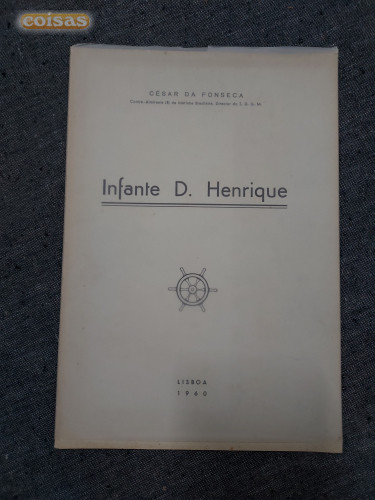 coisas
CÉSAR DA FONSECA
Infante D. Henrique
LISBOA
1960